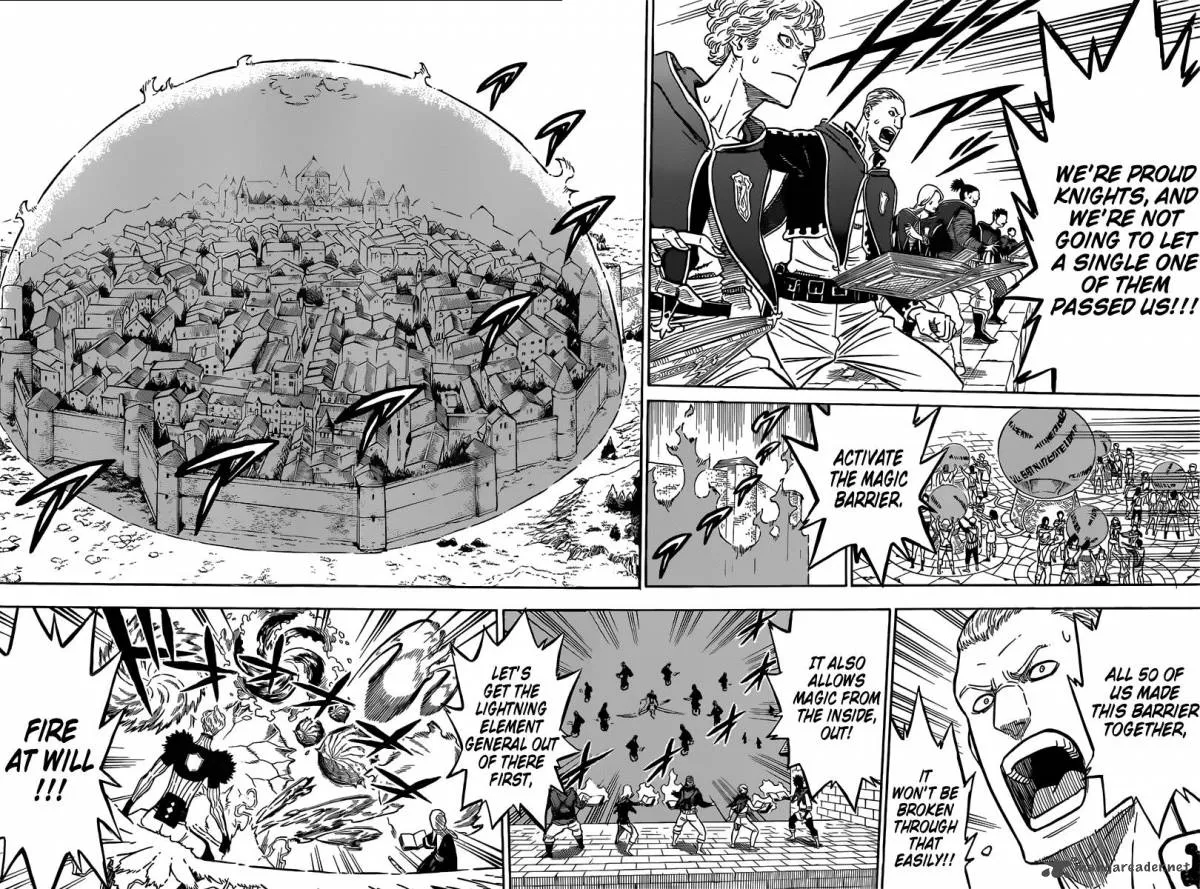 WE'RE PROUD
KNIGHTS, AND
WE'RE NOT
GOING TO LET
A SINGLE ONE
OF THEM
PASSED US!!!
ACTIVATE
THE MAGIC
BARRIER.
ALL 50 OF
US MADE
THIS BARRIER
TOGETHER,
IT
WON'T BE
BROKEN
THROUGH
THAT
EASILY!!
IT ALSO
ALLOWS
MAGIC FROM
THE INSIDE,
OUT!
LET'S
GET THE
LIGHTNING
ELEMENT
GENERAL OUT
OF THERE
FIRST,
FIRE
AT WILL
!!!